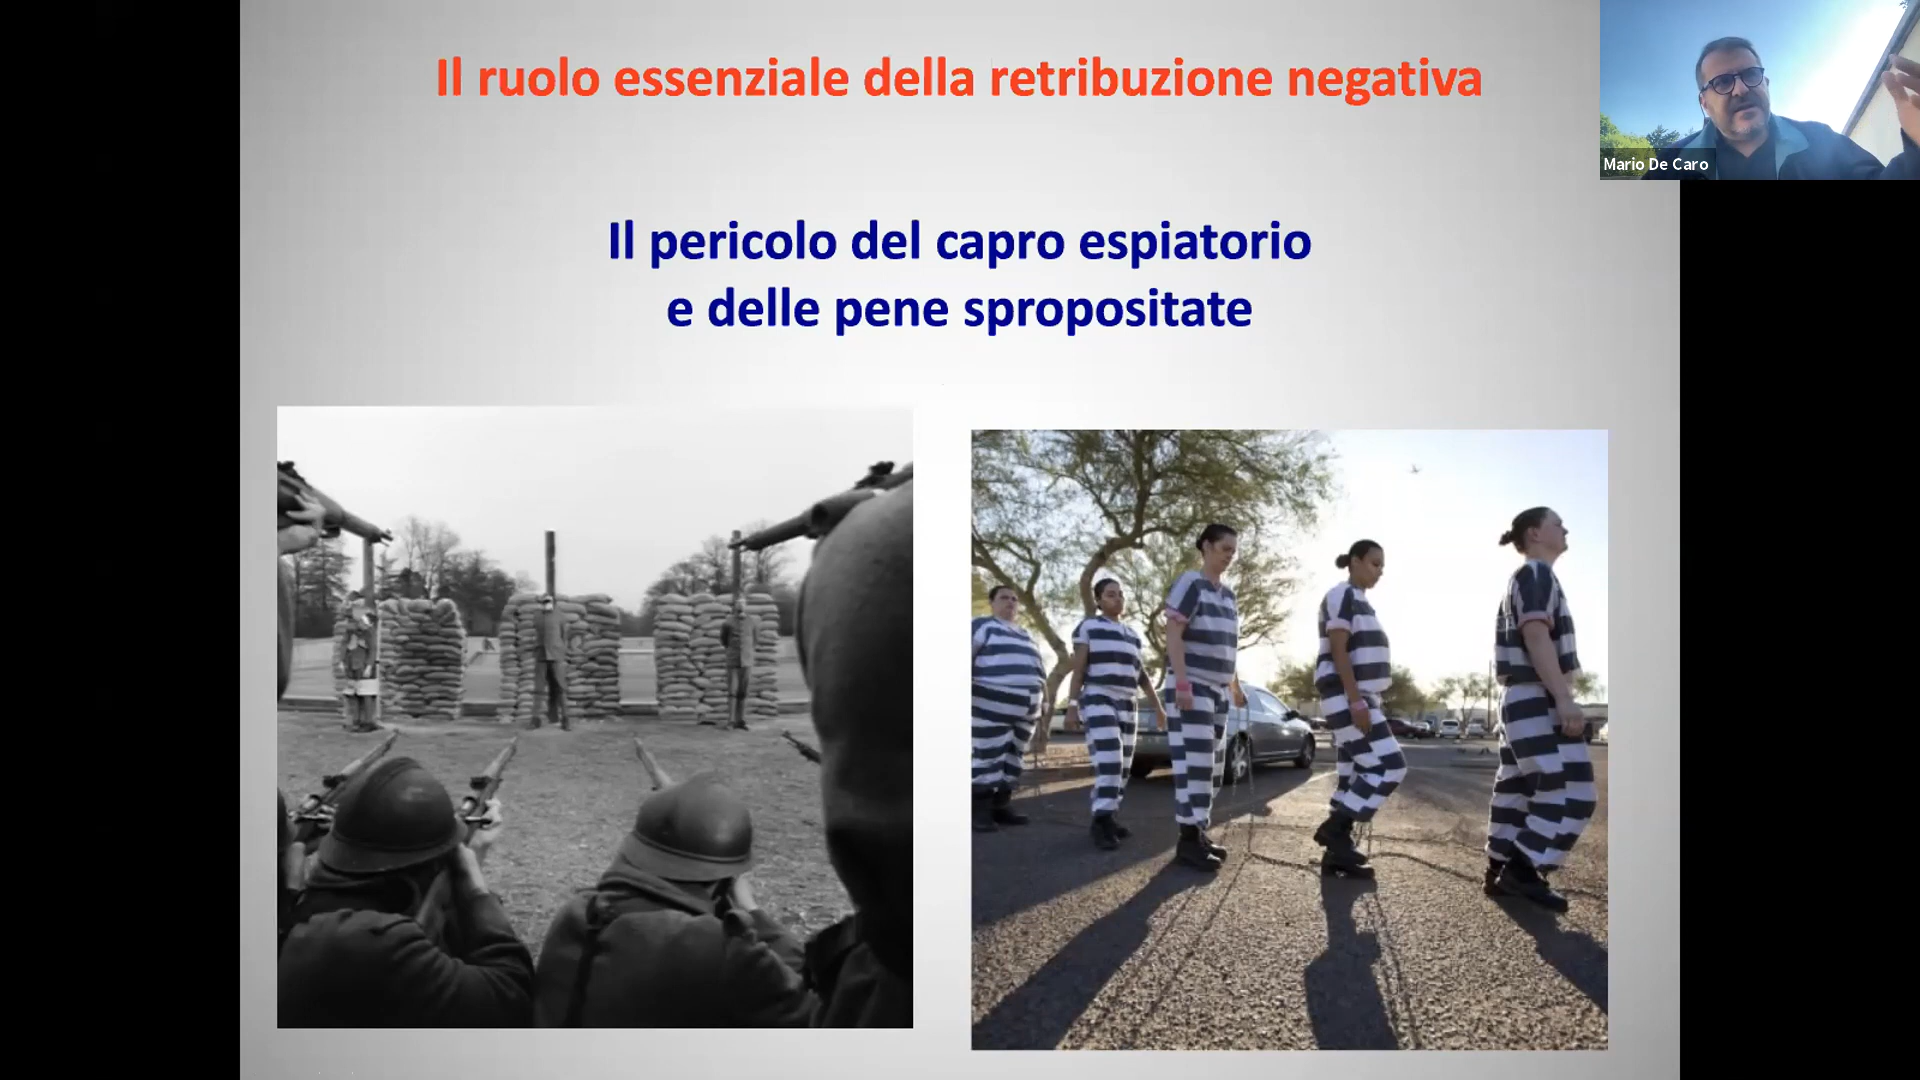 Il ruolo essenziale della retribuzione negativa
Mario De Caro
Il pericolo del capro espiatorio
e delle pene spropositate